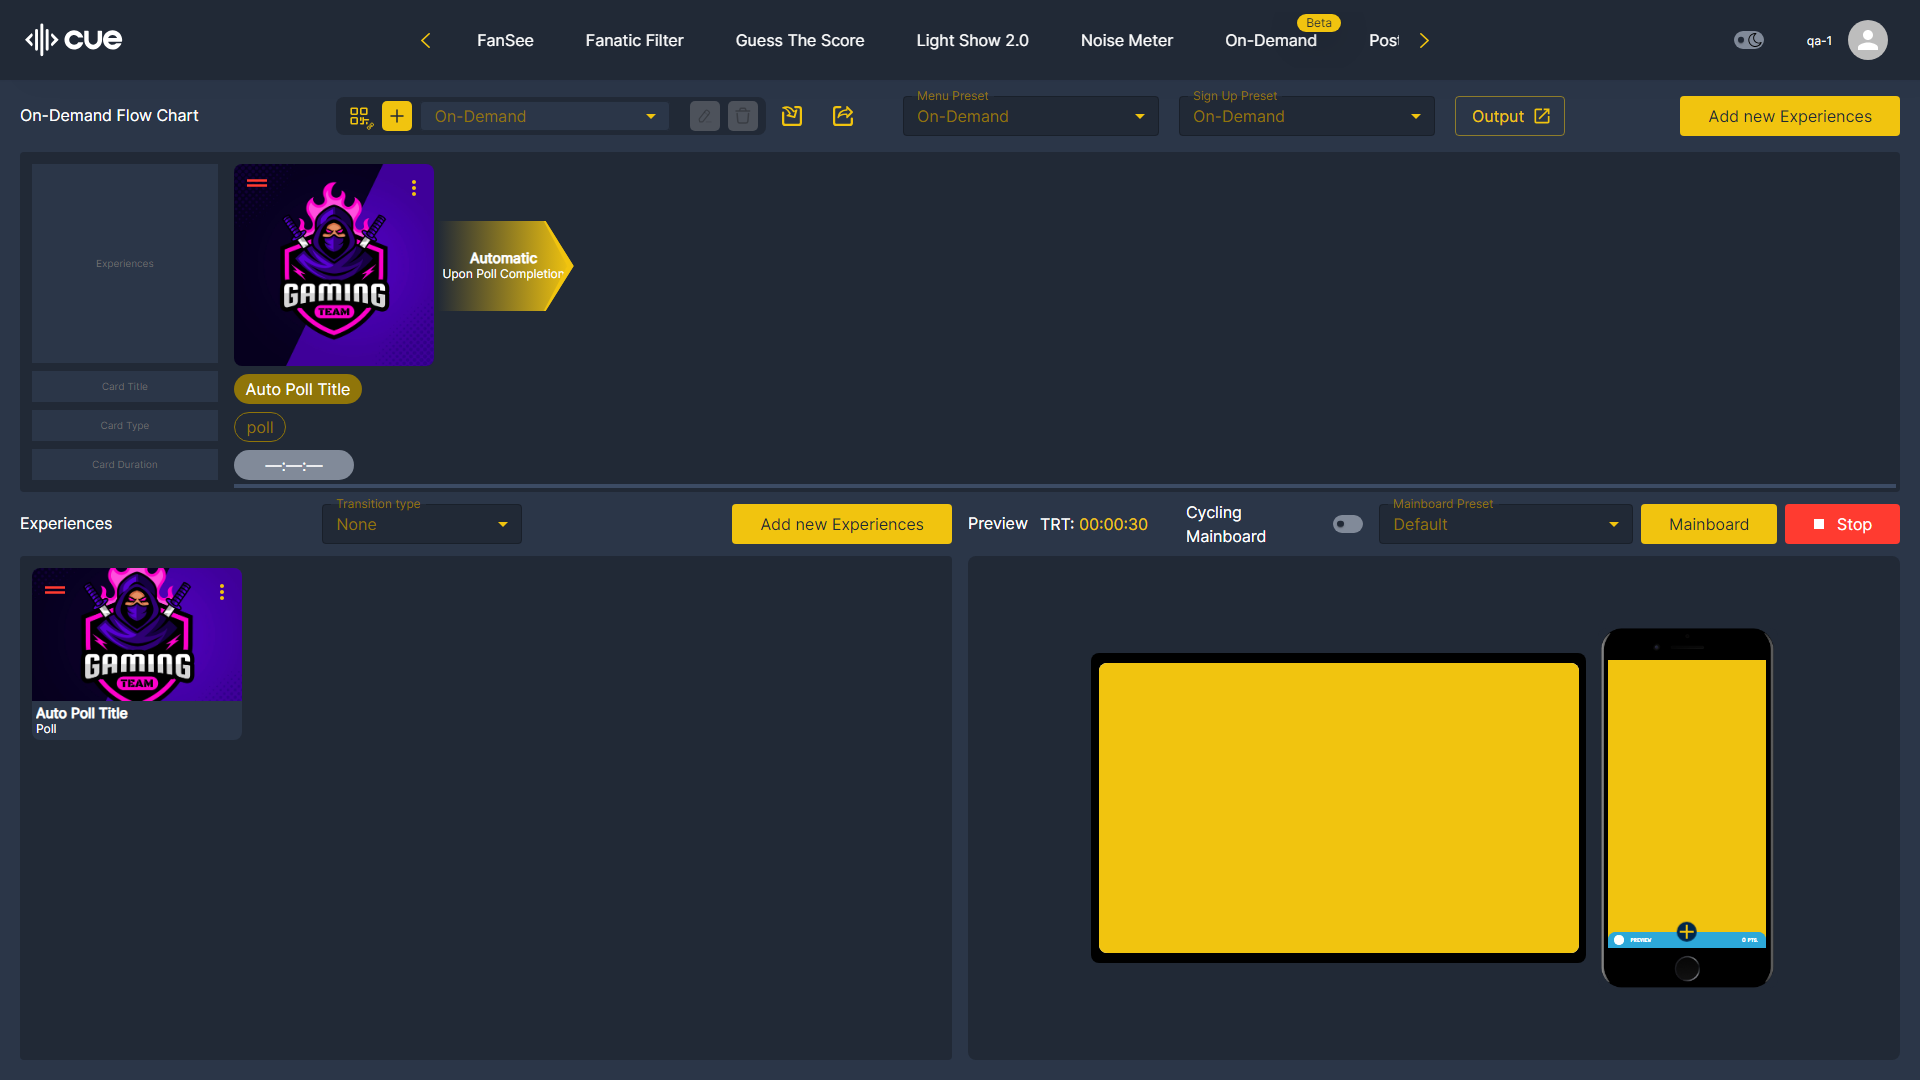 cue
FanSee
Fanatic Filter
Guess The Score
Light Show 2.0
Noise Meter
On-Demand
Beta
Pos
qa-1
On-Demand Flow Chart
On-Demand
Menu Preset
On-Demand
Sign Up Preset
On-Demand
Output
Add new Experiences
Experiences
GAMING
TEAM
Automatic
Upon Poll Completion
Card Title
Auto Poll Title
Card Type
poll
Card Duration
—:—:—
Experiences
Transition type
None
Add new Experiences
Preview
TRT: 00:00:30
Cycling
Mainboard
Mainboard Preset
Default
Mainboard
Stop
GAMING
TEAM
Auto Poll Title
Poll
PREVIEW
0 PTS.